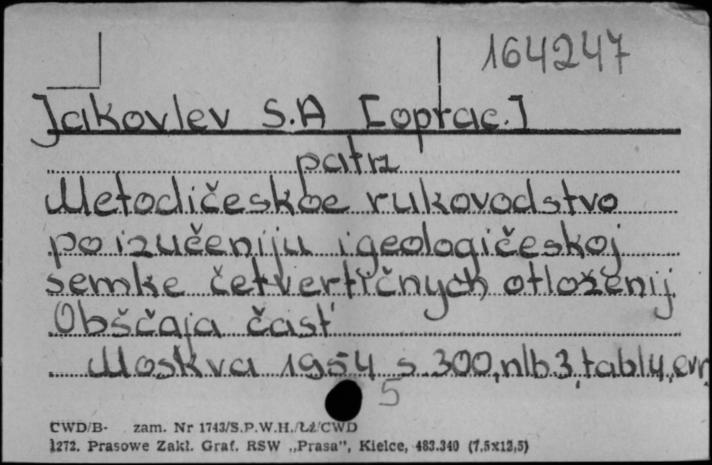 164247
Jakovlev S.A [oprac.]
patrz
Metodičeskoe rukovodstvo
po izučeniju i geologičeskoj
semke četvertičnych otloženij
Obščaja čast'
Moskva 1954 s. 300, nlb 3, tabl 4,
5
CWD/B- zam. Nr 1743/S.P.W.H./Ł/CWD
1272. Prasowe Zakł. Graf. RSW „Prasa”, Kielce, 483.340 (7,5x12,5)